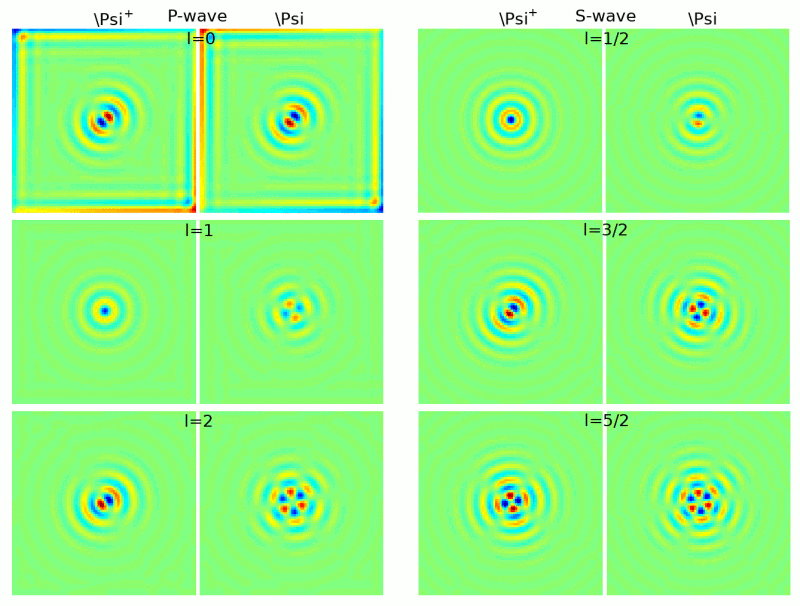 \Psi⁺ P-wave \Psi \Psi⁺ S-wave \Psi
l=0 l=1/2
l=1 l=3/2
l=2 l=5/2